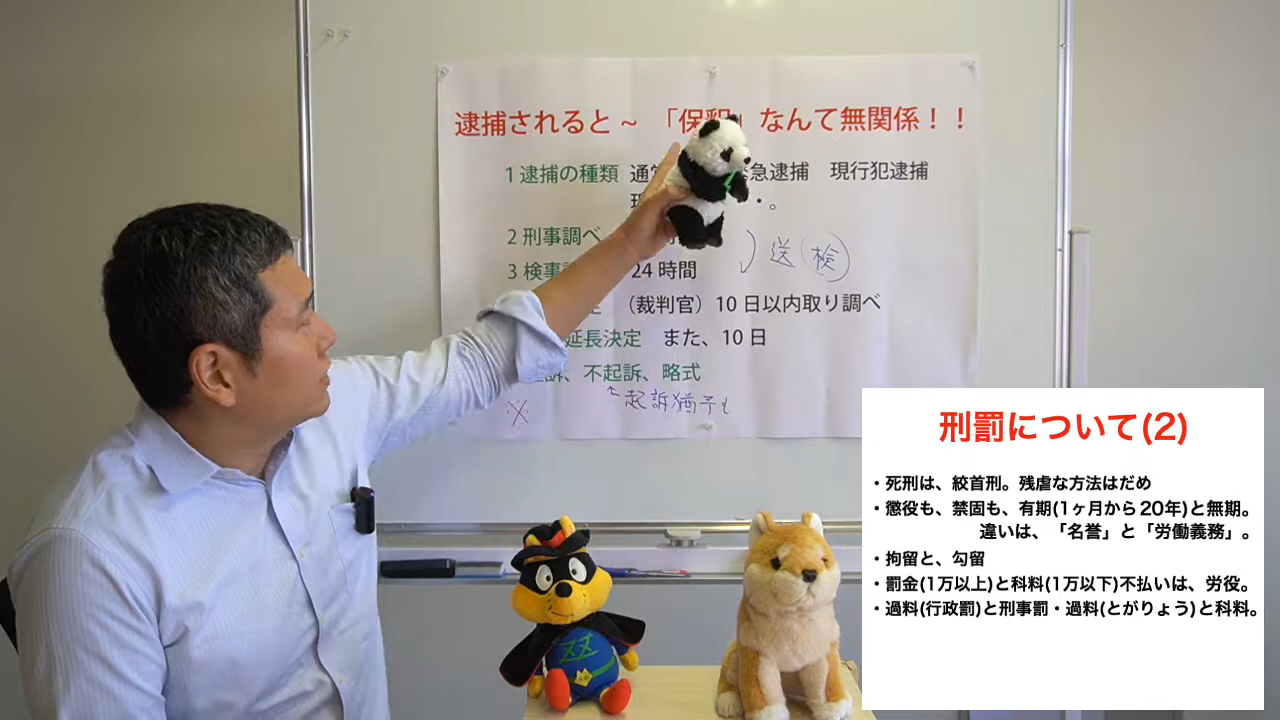 逮捕されると～「保釈」なんて無関係！！
1 逮捕の種類 通常 急逮捕 現行犯逮捕
・。
2 刑事調べ
)送(検)
3 検事 24 時間
（裁判官）10 日以内取り調べ
延長決定 また、10 日
訴、不起訴、略式
※ 起訴猶予も
刑罰について(2)
・死刑は、絞首刑。残虐な方法はだめ
・懲役も、禁固も、有期(1ヶ月から20年)と無期。
違いは、「名誉」と「労働義務」。
・拘留と、勾留
・罰金(1万以上)と科料(1万以下)不払いは、労役。
・過料(行政罰)と刑事罰・過料(とがりょう)と科料。